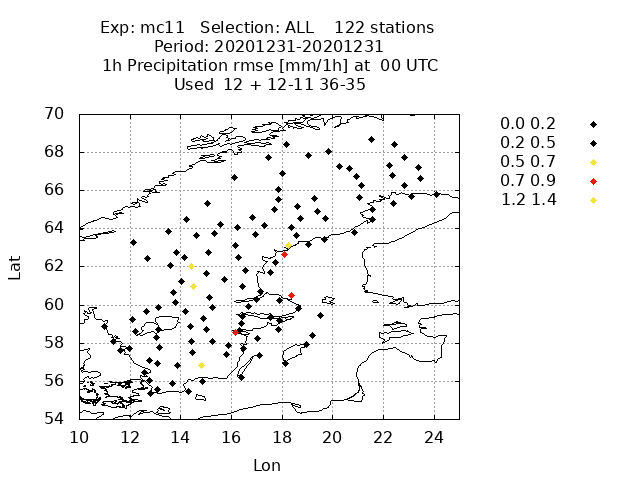 Exp: mc11 Selection: ALL 122 stations
Period: 20201231-20201231
1h Precipitation rmse [mm/1h] at 00 UTC
Used 12 + 12-11 36-35
70
68
66
64
62
60
58
56
54
Lat
10 12 14 16 18 20 22 24
Lon
0.0 0.2
0.2 0.5
0.5 0.7
0.7 0.9
1.2 1.4